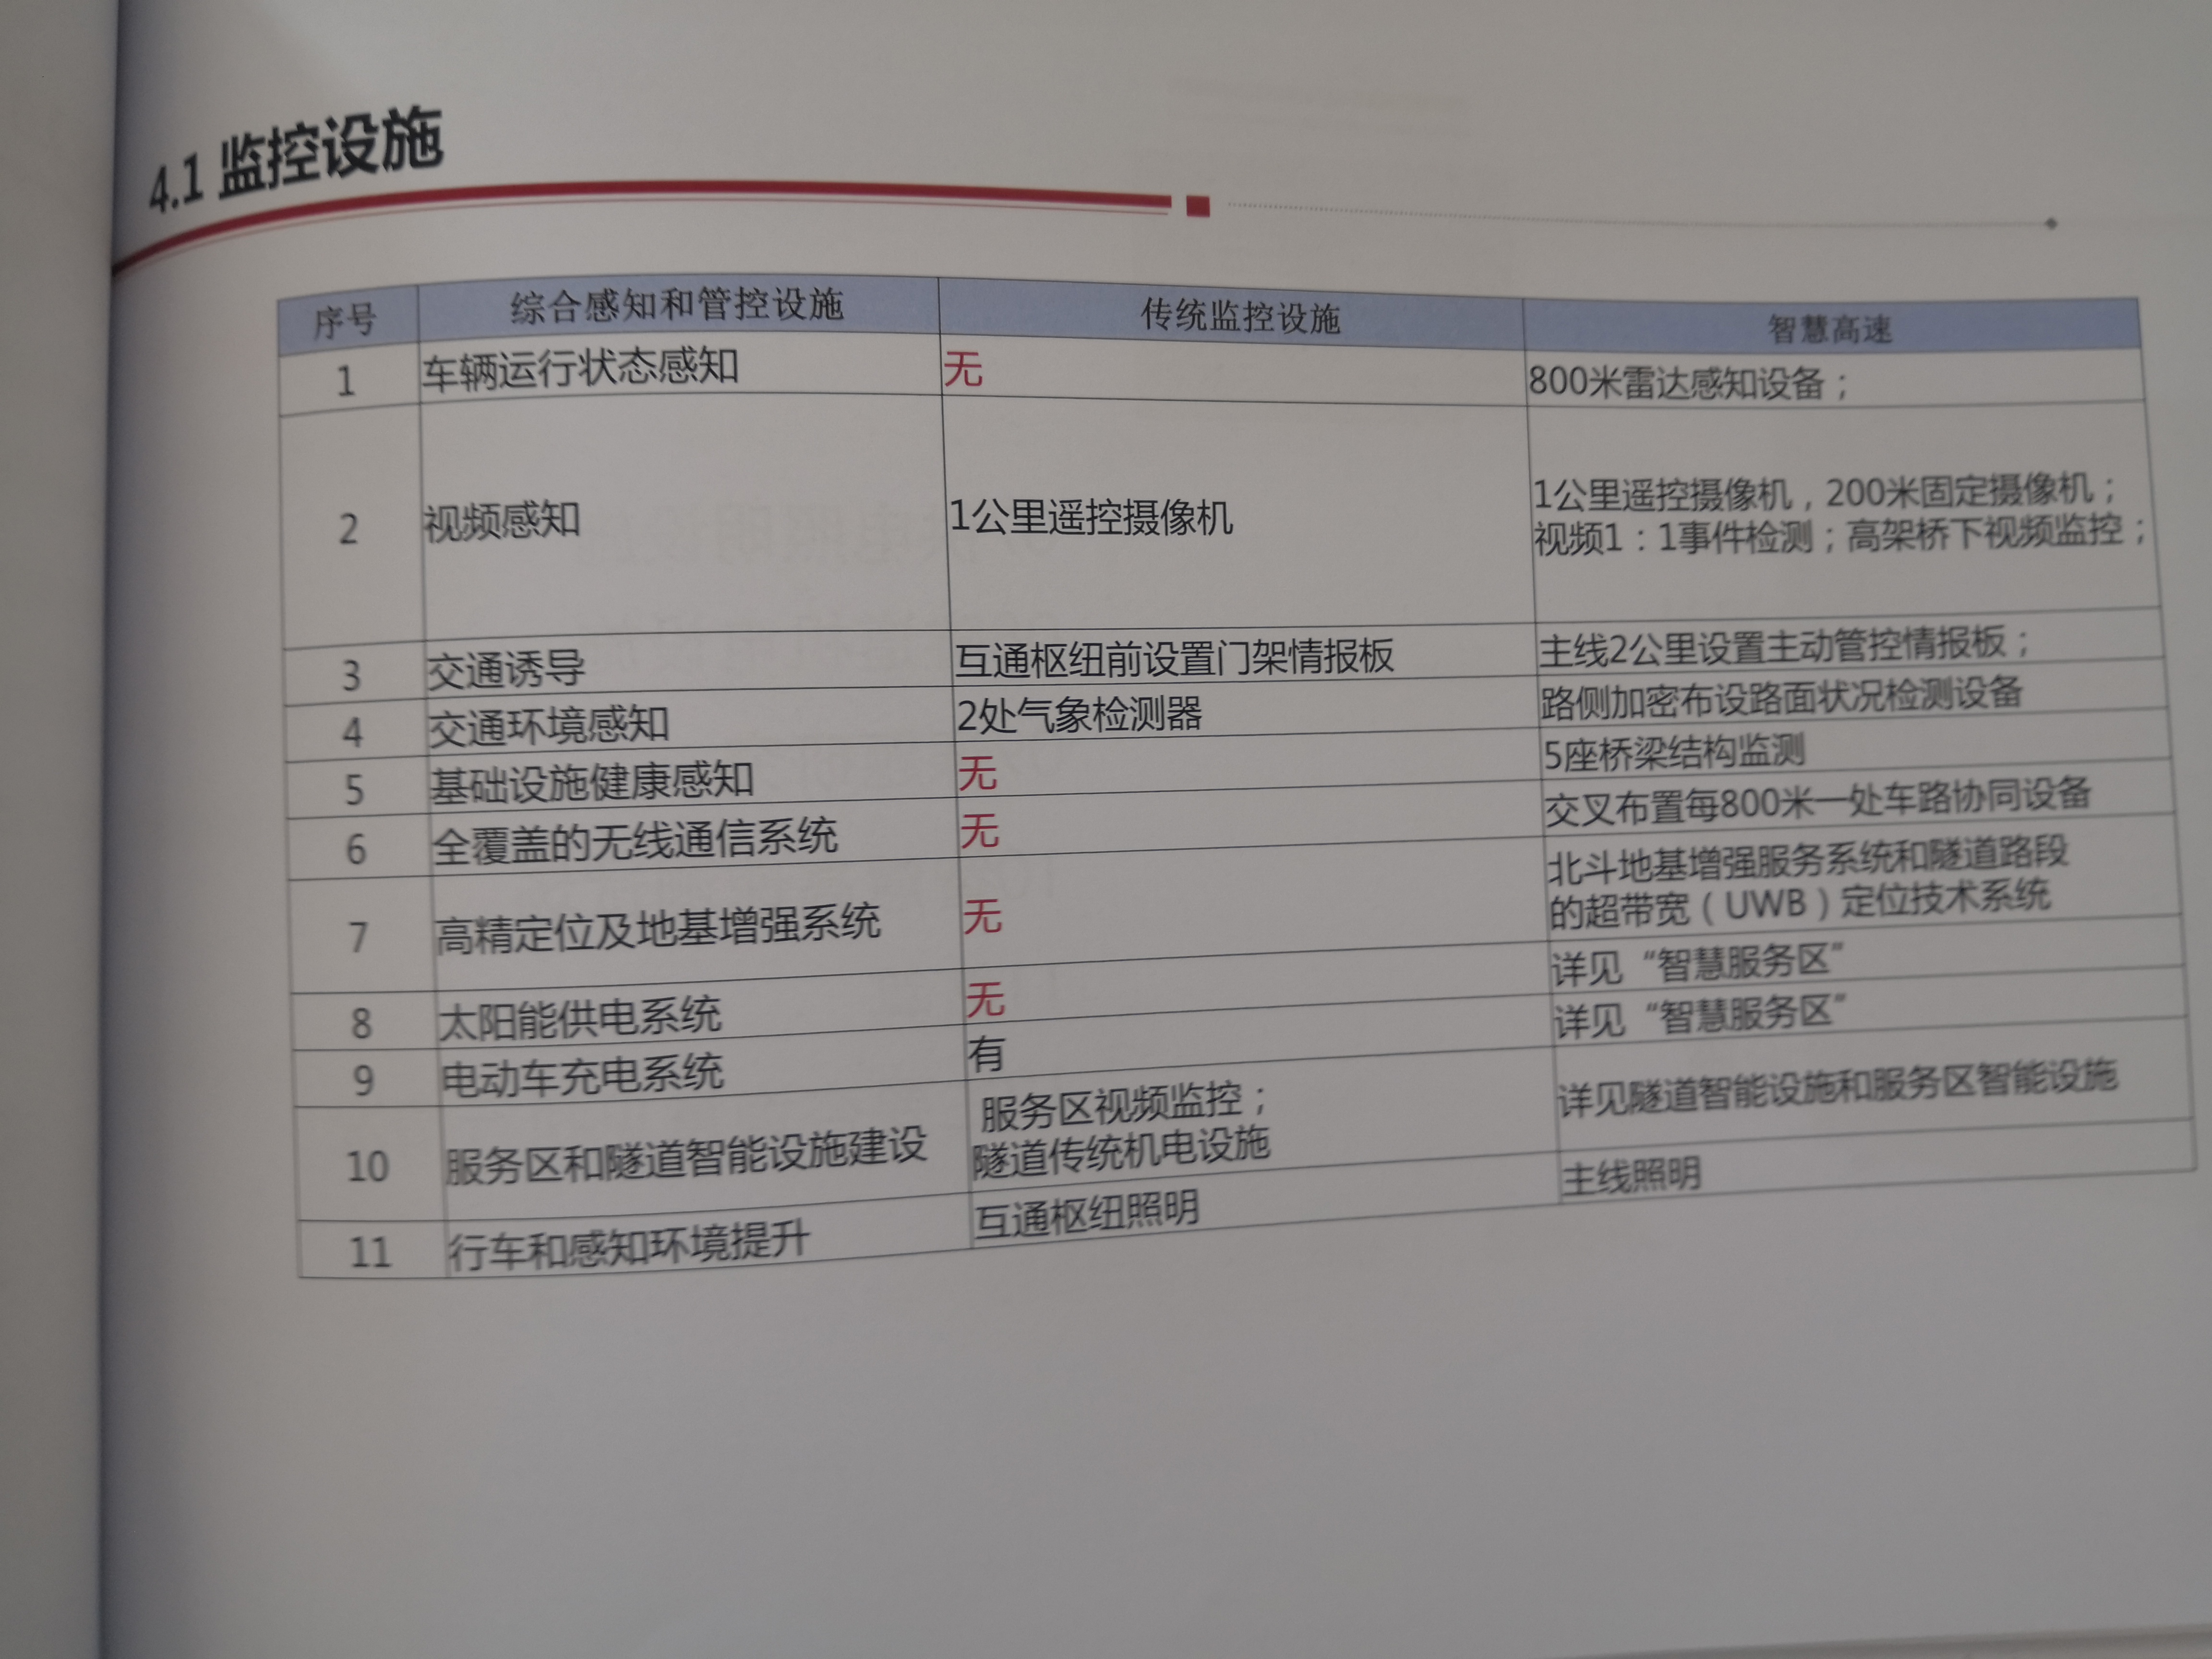 4.1 监控设施
序号 综合感知和管控设施 传统监控设施 智慧高速
1 车辆运行状态感知 无 800米雷达感知设备；
2 视频感知 1公里遥控摄像机 1公里遥控摄像机，200米固定摄像机；
视频1：1事件检测；高架桥下视频监控；
3 交通诱导 互通枢纽前设置门架情报板 主线2公里设置主动管控情报板；
4 交通环境感知 2处气象检测器 路侧加密布设路面状况检测设备
5 基础设施健康感知 无 5座桥梁结构监测
6 全覆盖的无线通信系统 无 交叉布置每800米一处车路协同设备
7 高精定位及地基增强系统 无 北斗地基增强服务系统和隧道路段
的超带宽（UWB）定位技术系统
8 太阳能供电系统 无 详见“智慧服务区”
9 电动车充电系统 有 详见“智慧服务区”
10 服务区和隧道智能设施建设 服务区视频监控；
隧道传统机电设施 详见隧道智能设施和服务区智能设施
11 行车和感知环境提升 互通枢纽照明 主线照明